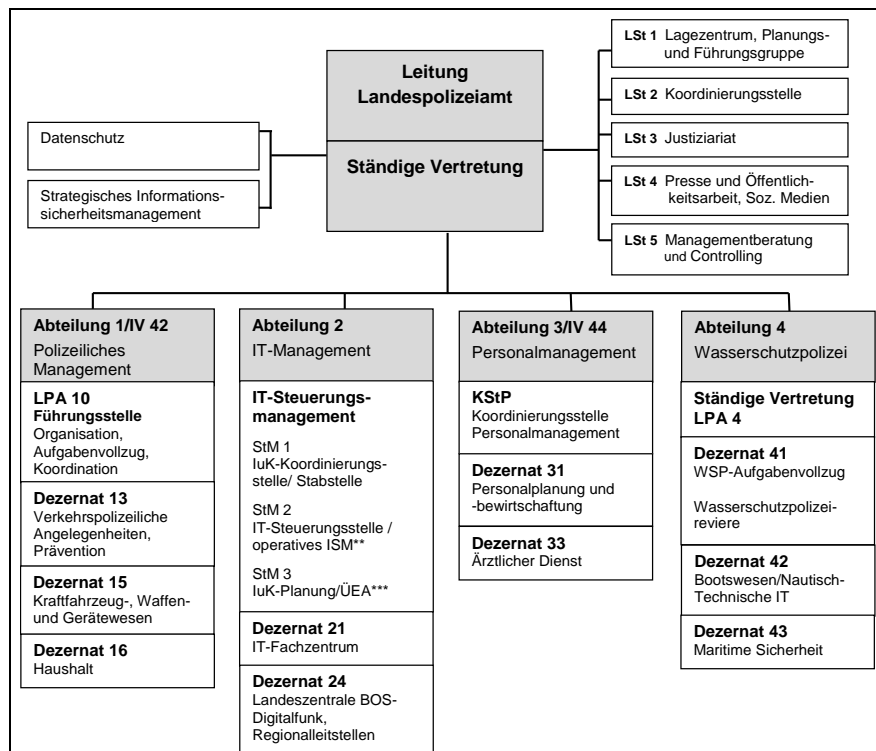 Leitung
Landespolizeiamt
Ständige Vertretung
Datenschutz
Strategisches Informations-
sicherheitsmanagement
LSt 1 Lagezentrum, Planungs-
und Führungsgruppe
LSt 2 Koordinierungsstelle
LSt 3 Justiziariat
LSt 4 Presse und Öffentlich-
keitsarbeit, Soz. Medien
LSt 5 Managementberatung
und Controlling
Abteilung 1/IV 42
Polizeiliches
Management
LPA 10
Führungsstelle
Organisation,
Aufgabenvollzug,
Koordination
Dezernat 13
Verkehrspolizeiliche
Angelegenheiten,
Prävention
Dezernat 15
Kraftfahrzeug-, Waffen-
und Gerätewesen
Dezernat 16
Haushalt
Abteilung 2
IT-Management
IT-Steuerungs-
management
StM 1
IuK-Koordinierungs-
stelle/ Stabstelle
StM 2
IT-Steuerungsstelle /
operatives ISM**
StM 3
IuK-Planung/ÜEA***
Dezernat 21
IT-Fachzentrum
Dezernat 24
Landeszentrale BOS-
Digitalfunk,
Regionalleitstellen
Abteilung 3/IV 44
Personalmanagement
KStP
Koordinierungsstelle
Personalmanagement
Dezernat 31
Personalplanung und
-bewirtschaftung
Dezernat 33
Ärztlicher Dienst
Abteilung 4
Wasserschutzpolizei
Ständige Vertretung
LPA 4
Dezernat 41
WSP-Aufgabenvollzug
Wasserschutzpolizei-
reviere
Dezernat 42
Bootswesen/Nautisch-
Technische IT
Dezernat 43
Maritime Sicherheit